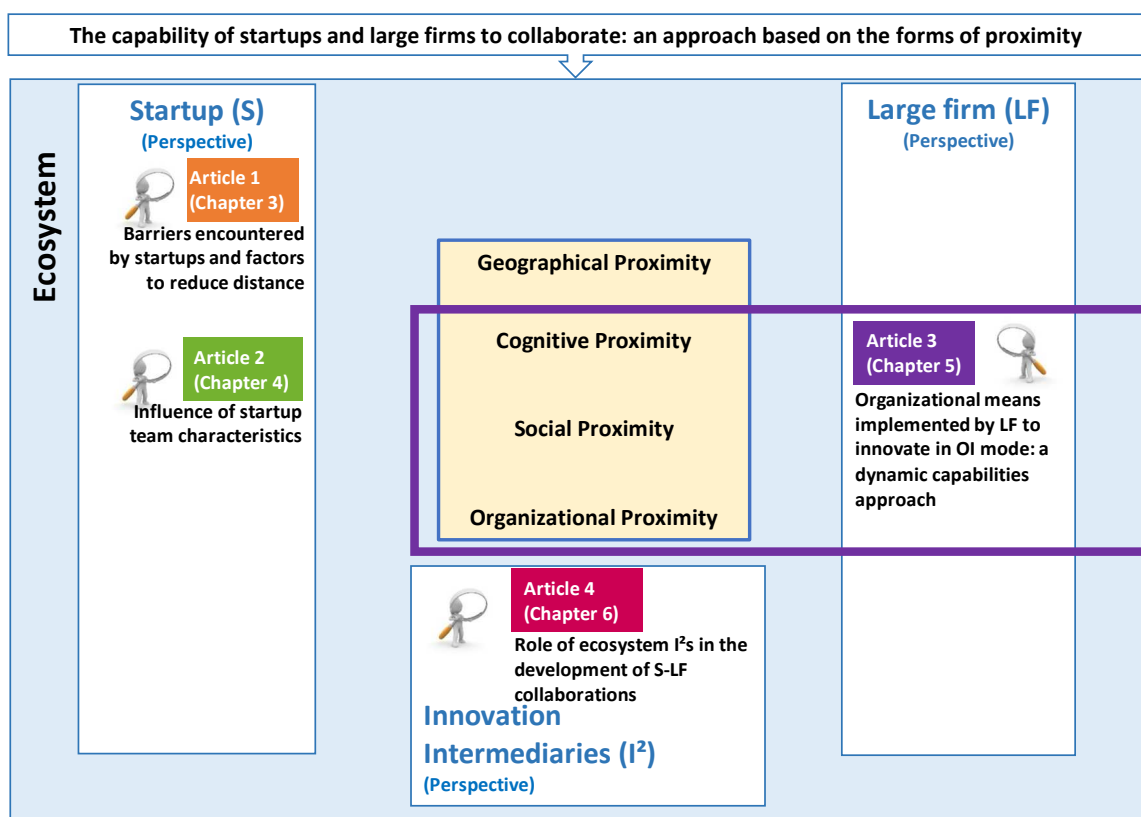 The capability of startups and large firms to collaborate: an approach based on the forms of proximity
Ecosystem
Startup (S)
(Perspective)
Article 1
(Chapter 3)
Barriers encountered
by startups and factors
to reduce distance
Article 2
(Chapter 4)
Influence of startup
team characteristics
Geographical Proximity
Cognitive Proximity
Social Proximity
Organizational Proximity
Large firm (LF)
(Perspective)
Article 3
(Chapter 5)
Organizational means
implemented by LF to
innovate in OI mode: a
dynamic capabilities
approach
Article 4
(Chapter 6)
Role of ecosystem I²s in the
development of S-LF
collaborations
Innovation
Intermediaries (I²)
(Perspective)